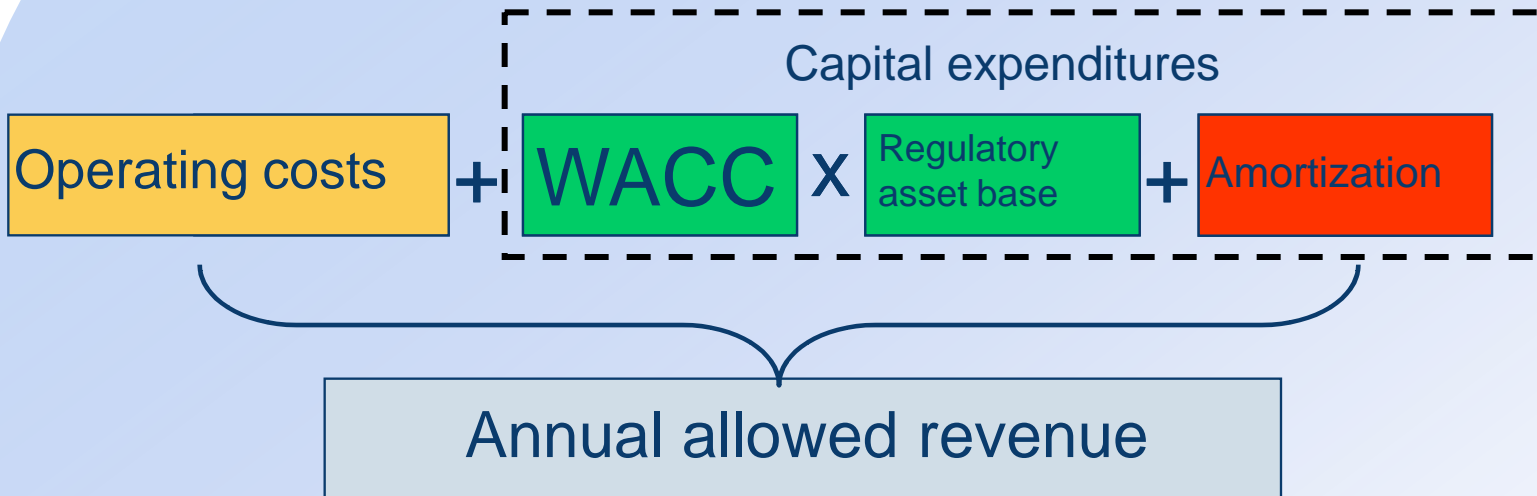 Capital expenditures
Operating costs + WACC x Regulatory asset base + Amortization
Annual allowed revenue